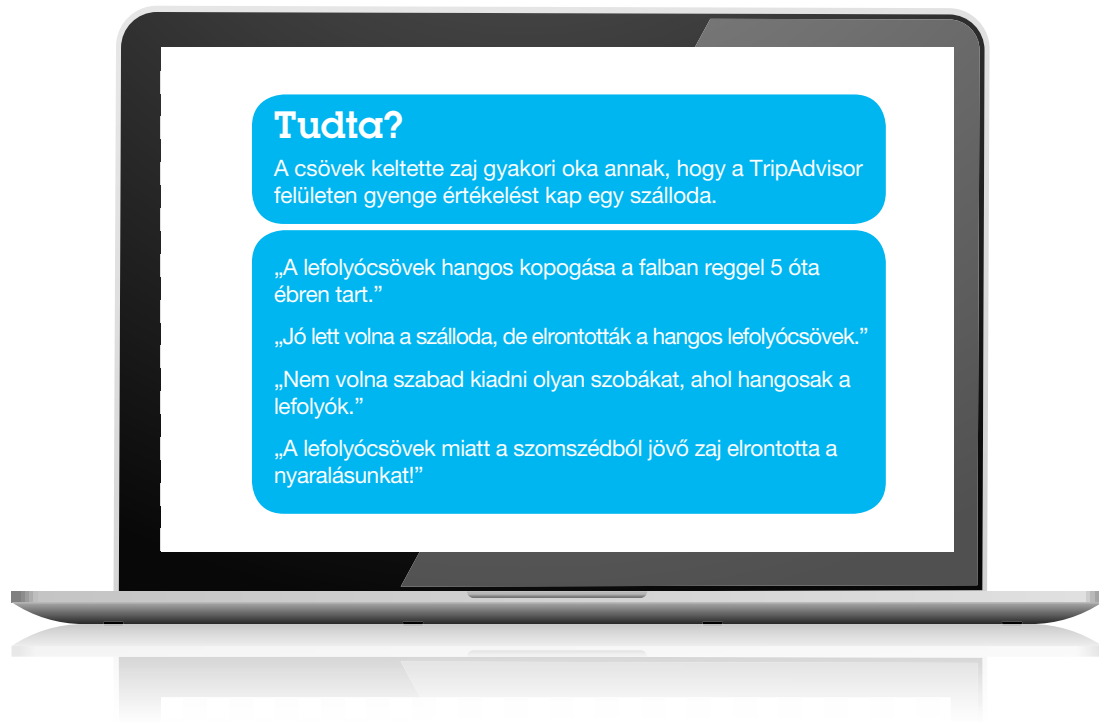 Tudta?
A csövek keltette zaj gyakori oka annak, hogy a TripAdvisor
felületen gyenge értékelést kap egy szálloda.
„A lefolyócsövek hangos kopogása a falban reggel 5 óta
ébren tart.”
„Jó lett volna a szálloda, de elrontották a hangos lefolyócsövek.”
„Nem volna szabad kiadni olyan szobákat, ahol hangosak a
lefolyók.”
„A lefolyócsövek miatt a szomszédból jövő zaj elrontotta a
nyaralásunkat!”